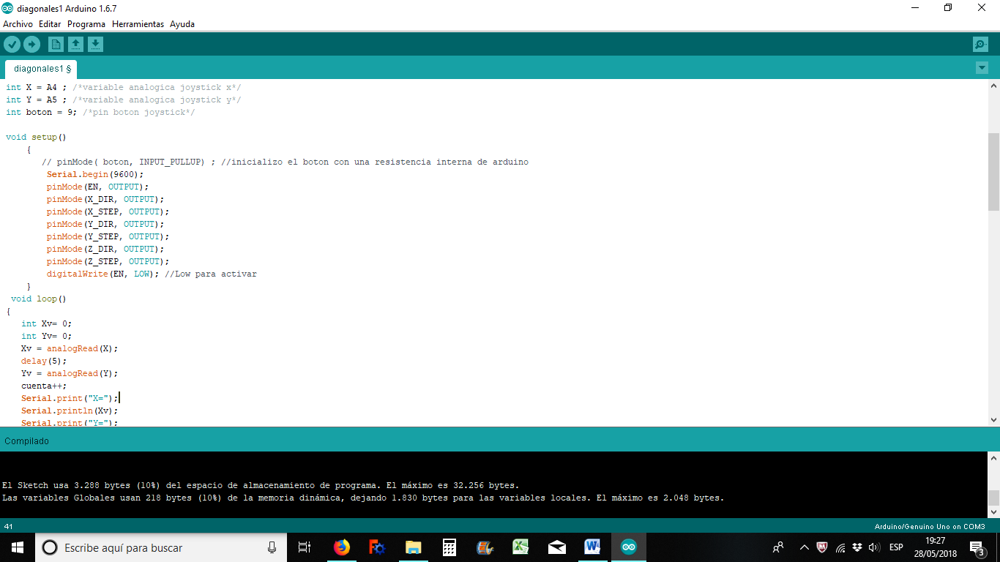 diagonales1 Arduino 1.6.7
Archivo Editar Programa Herramientas Ayuda
diagonales1 §
int X = A4 ; /*variable analogica joystick x*/
int Y = A5 ; /*variable analogica joystick y*/
int boton = 9; /*pin boton joystick*/
void setup()
{
// pinMode( boton, INPUT_PULLUP) ; //inicializo el boton con una resistencia interna de arduino
Serial.begin(9600);
pinMode(EN, OUTPUT);
pinMode(X_DIR, OUTPUT);
pinMode(X_STEP, OUTPUT);
pinMode(Y_DIR, OUTPUT);
pinMode(Y_STEP, OUTPUT);
pinMode(Z_DIR, OUTPUT);
pinMode(Z_STEP, OUTPUT);
digitalWrite(EN, LOW); //Low para activar
}
void loop()
{
int Xv= 0;
int Yv= 0;
Xv = analogRead(X);
delay(5);
Yv = analogRead(Y);
cuenta++;
Serial.print("X=");
Serial.println(Xv);
Serial.print("Y=");
Compilado
El Sketch usa 3.288 bytes (10%) del espacio de almacenamiento de programa. El máximo es 32.256 bytes.
Las variables Globales usan 218 bytes (10%) de la memoria dinámica, dejando 1.830 bytes para las variables locales. El máximo es 2.048 bytes.
41
Arduino/Genuino Uno on COM3
Escribe aquí para buscar
ESP
19:27
28/05/2018
3